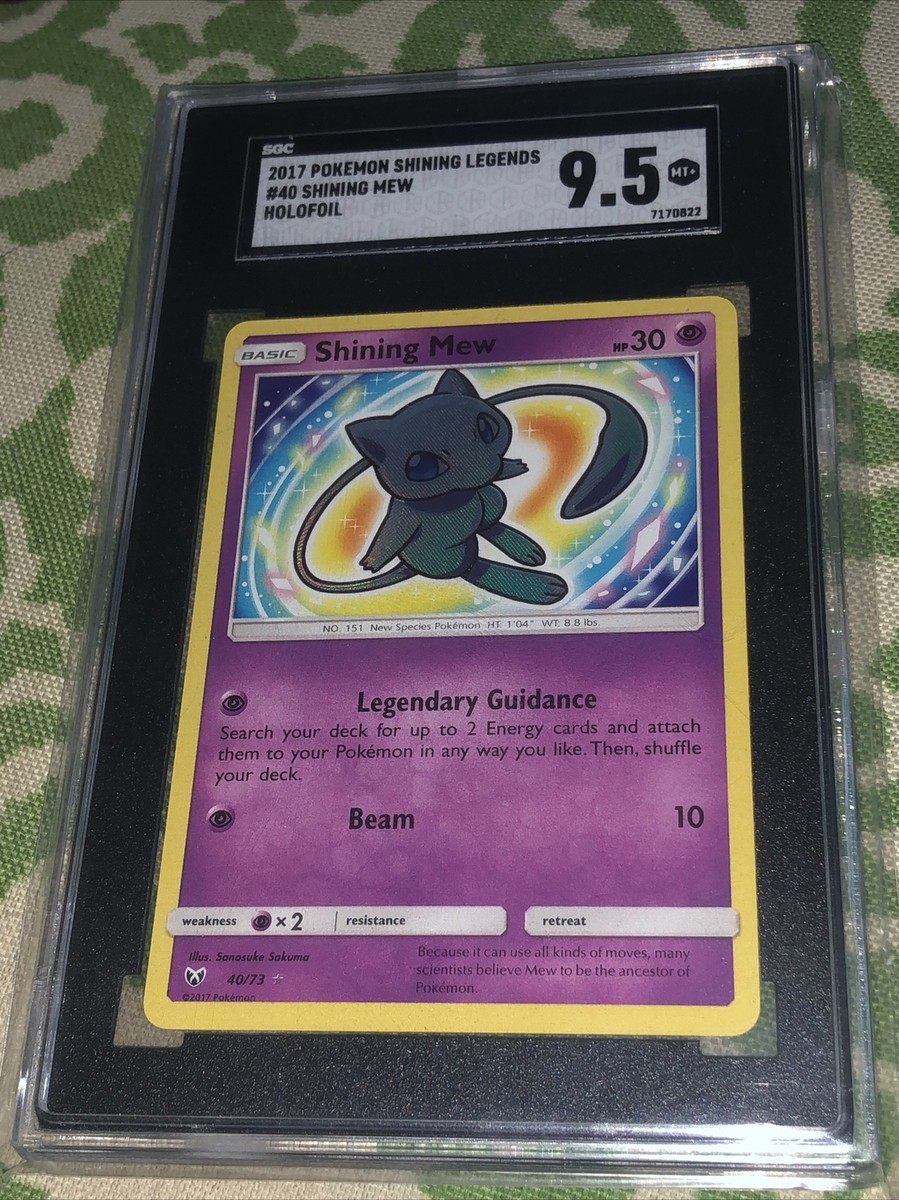 SGC
2017 POKEMON SHINING LEGENDS
#40 SHINING MEW
HOLOFOIL
9.5 MT+
7170822
BASIC Shining Mew HP 30
NO. 151 New Species Pokémon HT: 1'04" WT: 8.8 lbs.
Legendary Guidance
Search your deck for up to 2 Energy cards and attach
them to your Pokémon in any way you like. Then, shuffle
your deck.
Beam 10
weakness × 2 resistance retreat
Illus. Sanosuke Sakuma
40/73
©2017 Pokémon
Because it can use all kinds of moves, many
scientists believe Mew to be the ancestor of
Pokémon.